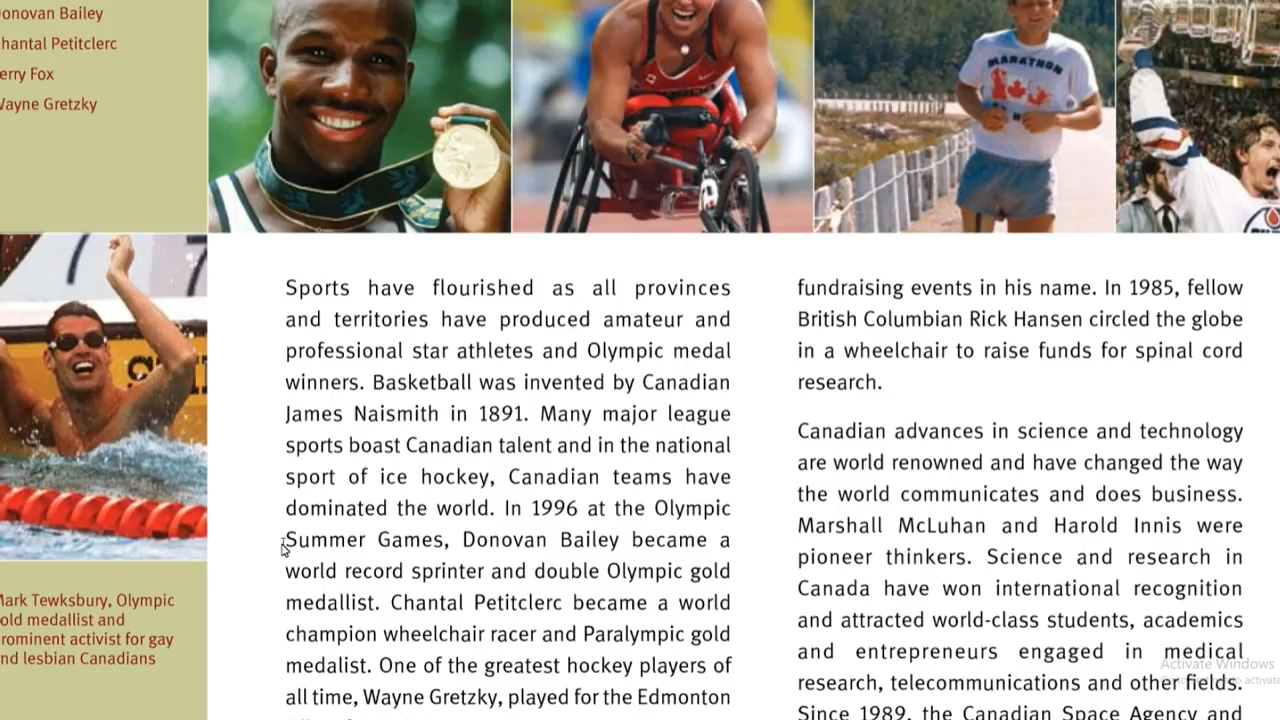 onovan Bailey
hantal Petitclerc
erry Fox
Wayne Gretzky
MARATHON
Sports have flourished as all provinces
and territories have produced amateur and
professional star athletes and Olympic medal
winners. Basketball was invented by Canadian
James Naismith in 1891. Many major league
sports boast Canadian talent and in the national
sport of ice hockey, Canadian teams have
dominated the world. In 1996 at the Olympic
Summer Games, Donovan Bailey became a
world record sprinter and double Olympic gold
medallist. Chantal Petitclerc became a world
champion wheelchair racer and Paralympic gold
medalist. One of the greatest hockey players of
all time, Wayne Gretzky, played for the Edmonton
fundraising events in his name. In 1985, fellow
British Columbian Rick Hansen circled the globe
in a wheelchair to raise funds for spinal cord
research.
Canadian advances in science and technology
are world renowned and have changed the way
the world communicates and does business.
Marshall McLuhan and Harold Innis were
pioneer thinkers. Science and research in
Canada have won international recognition
and attracted world-class students, academics
and entrepreneurs engaged in medical
research, telecommunications and other fields.
Since 1989, the Canadian Space Agency and
Mark Tewksbury, Olympic
old medallist and
rominent activist for gay
nd lesbian Canadians
Activate Windows